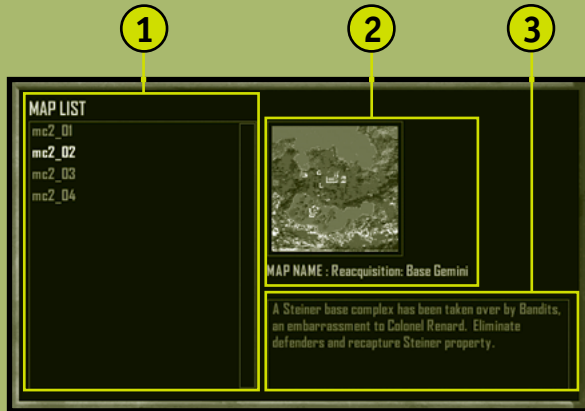 1 2 3
MAP LIST
mc2_01
mc2_02
mc2_03
mc2_04
MAP NAME : Reacquisition: Base Gemini
A Steiner base complex has been taken over by Bandits,
an embarrassment to Colonel Renard. Eliminate
defenders and recapture Steiner property.